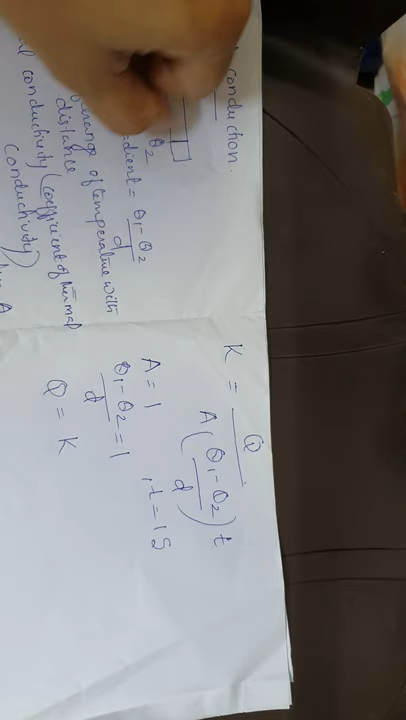 conduction.
θ2
= θ1 - θ2 / d
change of temperature with
distance
conductivity (coefficient of thermal
conductivity)
K = Q / A ( θ1 - θ2 / d ) t
A = 1
θ1 - θ2 / d = 1 , t = 1 s
Q = K